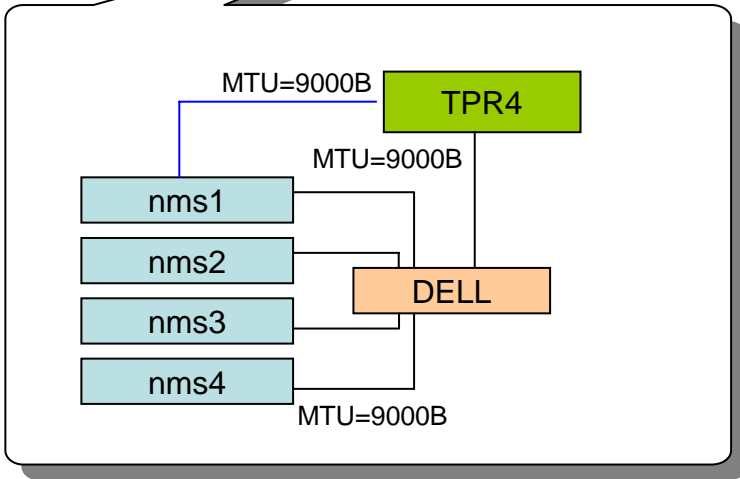 MTU=9000B
TPR4
MTU=9000B
nms1
nms2
DELL
nms3
nms4
MTU=9000B